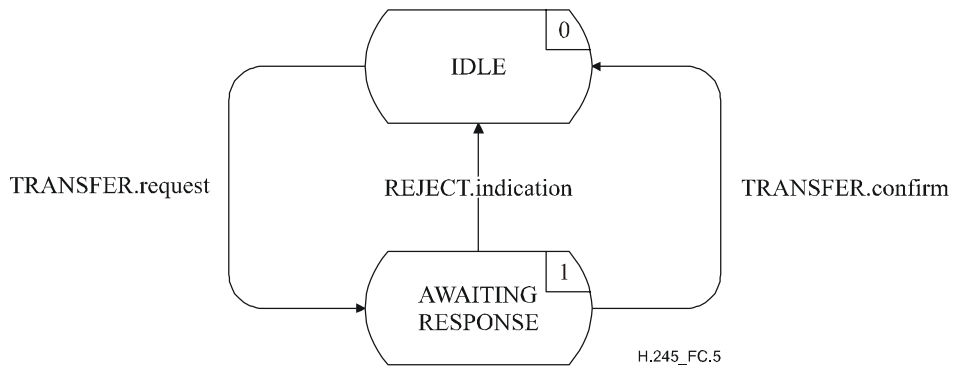 0
IDLE
TRANSFER.request
REJECT.indication
TRANSFER.confirm
1
AWAITING
RESPONSE
H.245_FC.5